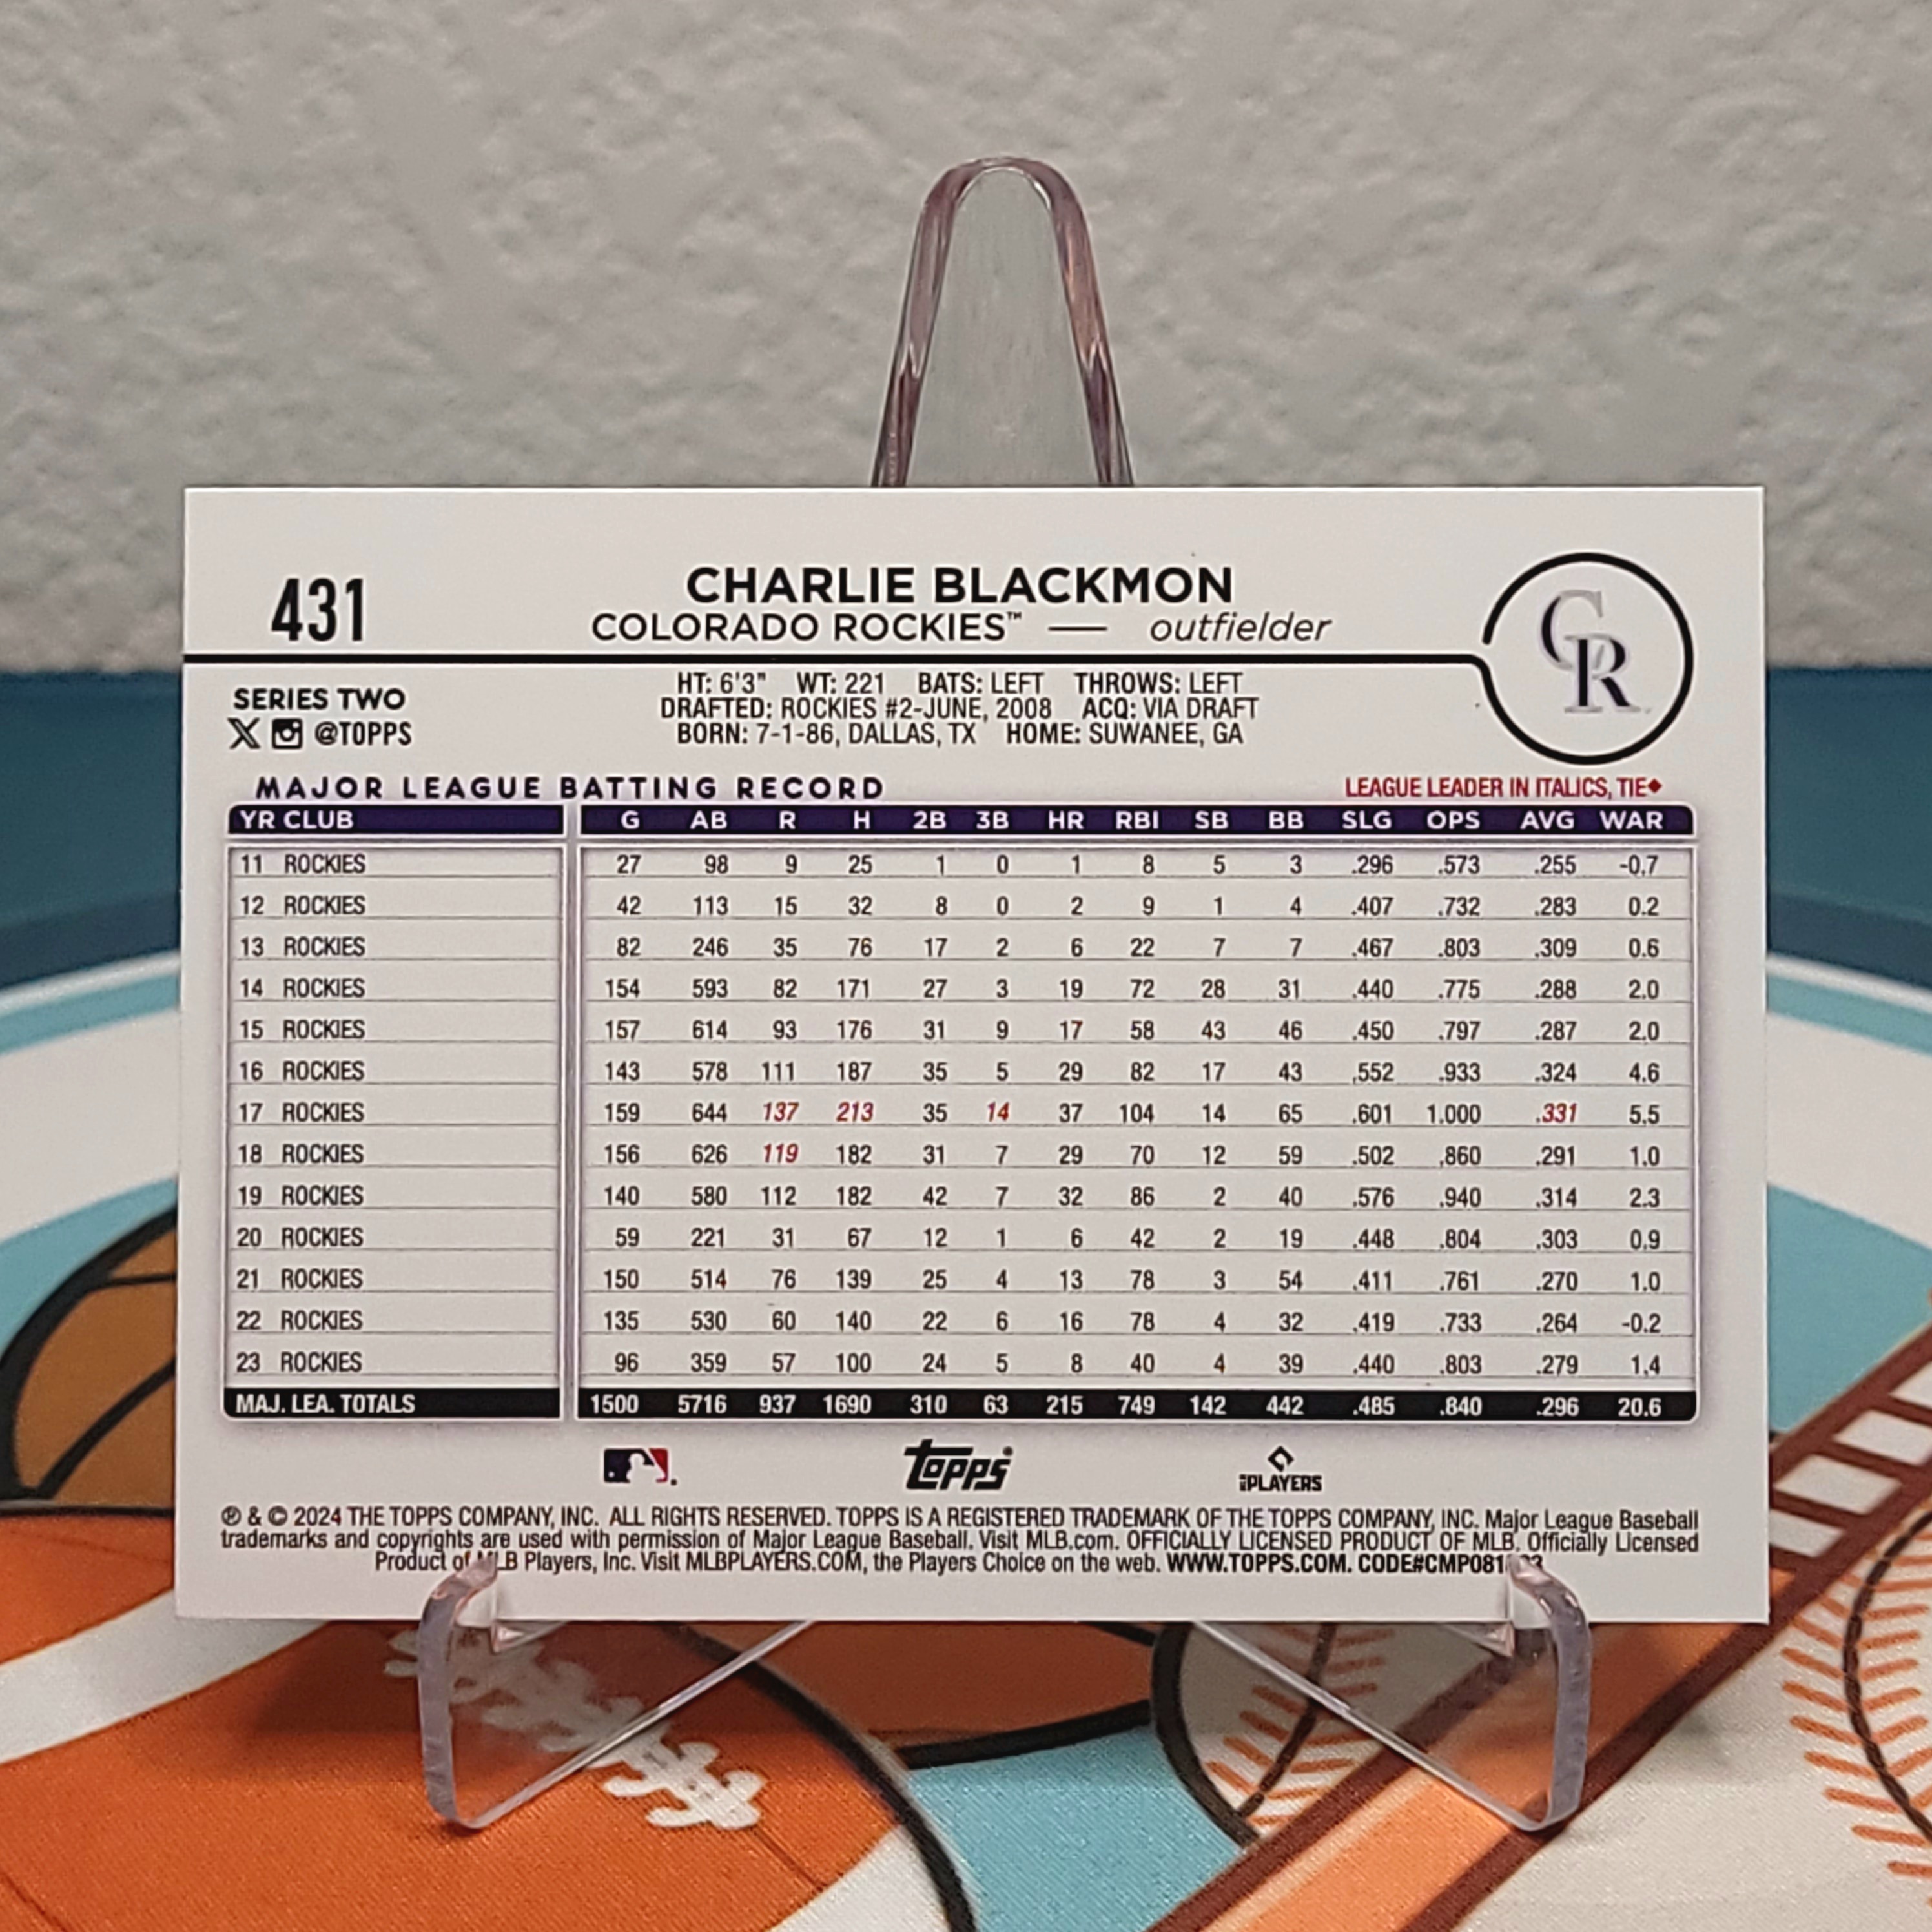 431
CHARLIE BLACKMON
COLORADO ROCKIES™ — outfielder
CR
SERIES TWO
@TOPPS
HT: 6'3" WT: 221 BATS: LEFT THROWS: LEFT
DRAFTED: ROCKIES #2-JUNE, 2008 ACQ: VIA DRAFT
BORN: 7-1-86, DALLAS, TX HOME: SUWANEE, GA
MAJOR LEAGUE BATTING RECORD LEAGUE LEADER IN ITALICS, TIE◆
YR CLUB G AB R H 2B 3B HR RBI SB BB SLG OPS AVG WAR
11 ROCKIES 27 98 9 25 1 0 1 8 5 3 .296 .573 .255 -0.7
12 ROCKIES 42 113 15 32 8 0 2 9 1 4 .407 .732 .283 0.2
13 ROCKIES 82 246 35 76 17 2 6 22 7 7 .467 .803 .309 0.6
14 ROCKIES 154 593 82 171 27 3 19 72 28 31 .440 .775 .288 2.0
15 ROCKIES 157 614 93 176 31 9 17 58 43 46 .450 .797 .287 2.0
16 ROCKIES 143 578 111 187 35 5 29 82 17 43 .552 .933 .324 4.6
17 ROCKIES 159 644 137 213 35 14 37 104 14 65 .601 1.000 .331 5.5
18 ROCKIES 156 626 119 182 31 7 29 70 12 59 .502 .860 .291 1.0
19 ROCKIES 140 580 112 182 42 7 32 86 2 40 .576 .940 .314 2.3
20 ROCKIES 59 221 31 67 12 1 6 42 2 19 .448 .804 .303 0.9
21 ROCKIES 150 514 76 139 25 4 13 78 3 54 .411 .761 .270 1.0
22 ROCKIES 135 530 60 140 22 6 16 78 4 32 .419 .733 .264 -0.2
23 ROCKIES 96 359 57 100 24 5 8 40 4 39 .440 .803 .279 1.4
MAJ. LEA. TOTALS 1500 5716 937 1690 310 63 215 749 142 442 .485 .840 .296 20.6
topps PLAYERS
® & © 2024 THE TOPPS COMPANY, INC. ALL RIGHTS RESERVED. TOPPS IS A REGISTERED TRADEMARK OF THE TOPPS COMPANY, INC. Major League Baseball
trademarks and copyrights are used with permission of Major League Baseball. Visit MLB.com. OFFICIALLY LICENSED PRODUCT OF MLB. Officially Licensed
Product of MLB Players, Inc. Visit MLBPLAYERS.COM, the Players Choice on the web. WWW.TOPPS.COM.